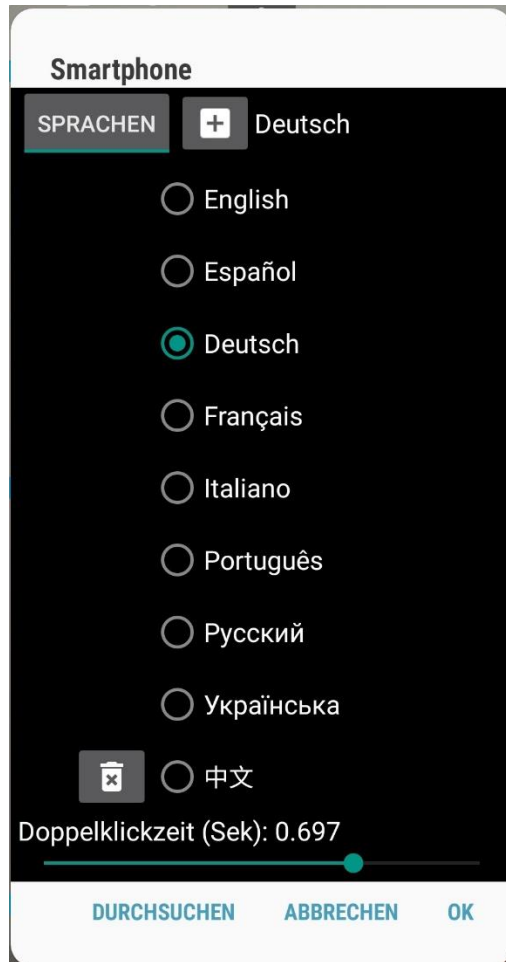 Smartphone
SPRACHEN Deutsch
English
Español
Deutsch
Français
Italiano
Português
Русский
Українська
中文
Doppelklickzeit (Sek): 0.697
DURCHSUCHEN ABBRECHEN OK